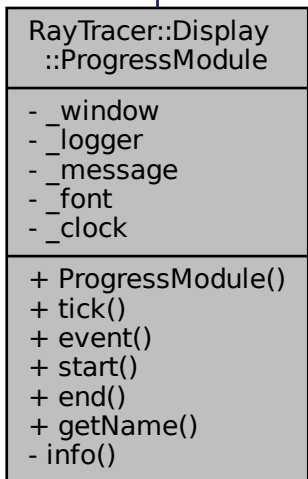 RayTracer::Display
::ProgressModule
- _window
- _logger
- _message
- _font
- _clock
+ ProgressModule()
+ tick()
+ event()
+ start()
+ end()
+ getName()
- info()